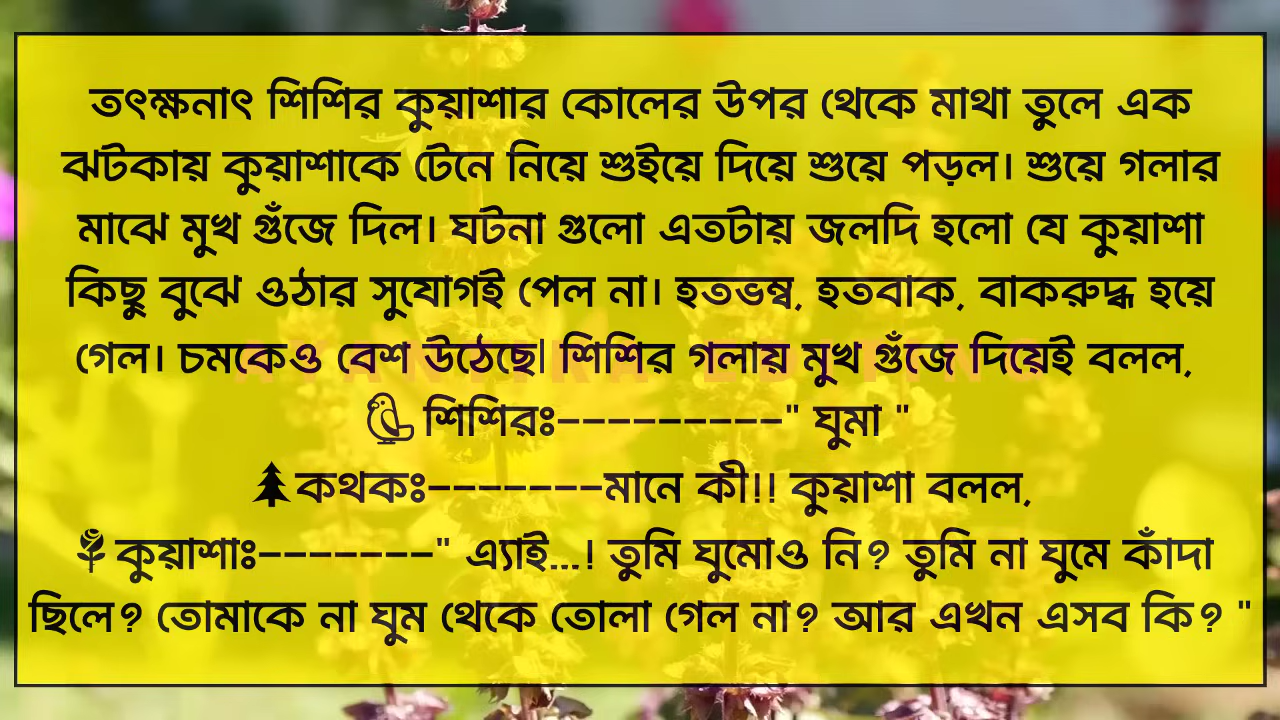 তৎক্ষনাৎ শিশির কুয়াশার কোলের উপর থেকে মাথা তুলে এক
ঝটকায় কুয়াশাকে টেনে নিয়ে শুইয়ে দিয়ে শুয়ে পড়ল। শুয়ে গলার
মাঝে মুখ গুঁজে দিল। ঘটনা গুলো এতটায় জলদি হলো যে কুয়াশা
কিছু বুঝে ওঠার সুযোগই পেল না। হতভম্ব, হতবাক, বাকরুদ্ধ হয়ে
গেল। চমকেও বেশ উঠেছে| শিশির গলায় মুখ গুঁজে দিয়েই বলল,
শিশিরঃ---------" ঘুমা "
কথকঃ-------মানে কী!! কুয়াশা বলল,
কুয়াশাঃ-------" এ্যাই...! তুমি ঘুমোও নি? তুমি না ঘুমে কাঁদা
ছিলে? তোমাকে না ঘুম থেকে তোলা গেল না? আর এখন এসব কি? "